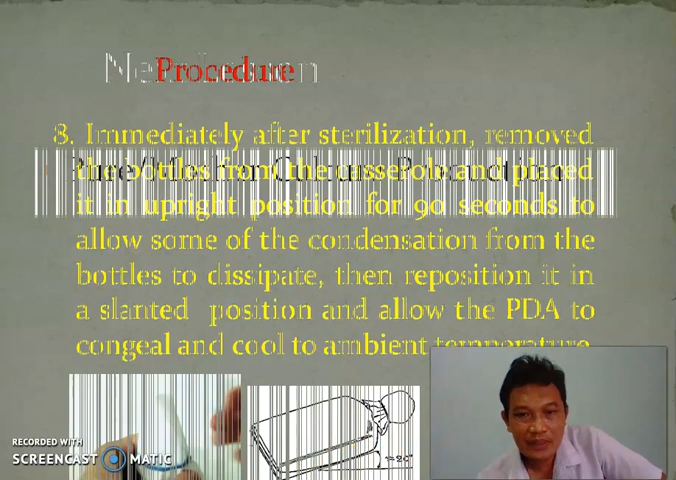 Procedure
8. Immediately after sterilization, removed
the bottles from the casserole and placed
it in upright position for 90 seconds to
allow some of the condensation from the
bottles to dissipate, then reposition it in
a slanted position and allow the PDA to
congeal and cool to ambient temperature
RECORDED WITH
SCREENCAST MATIC